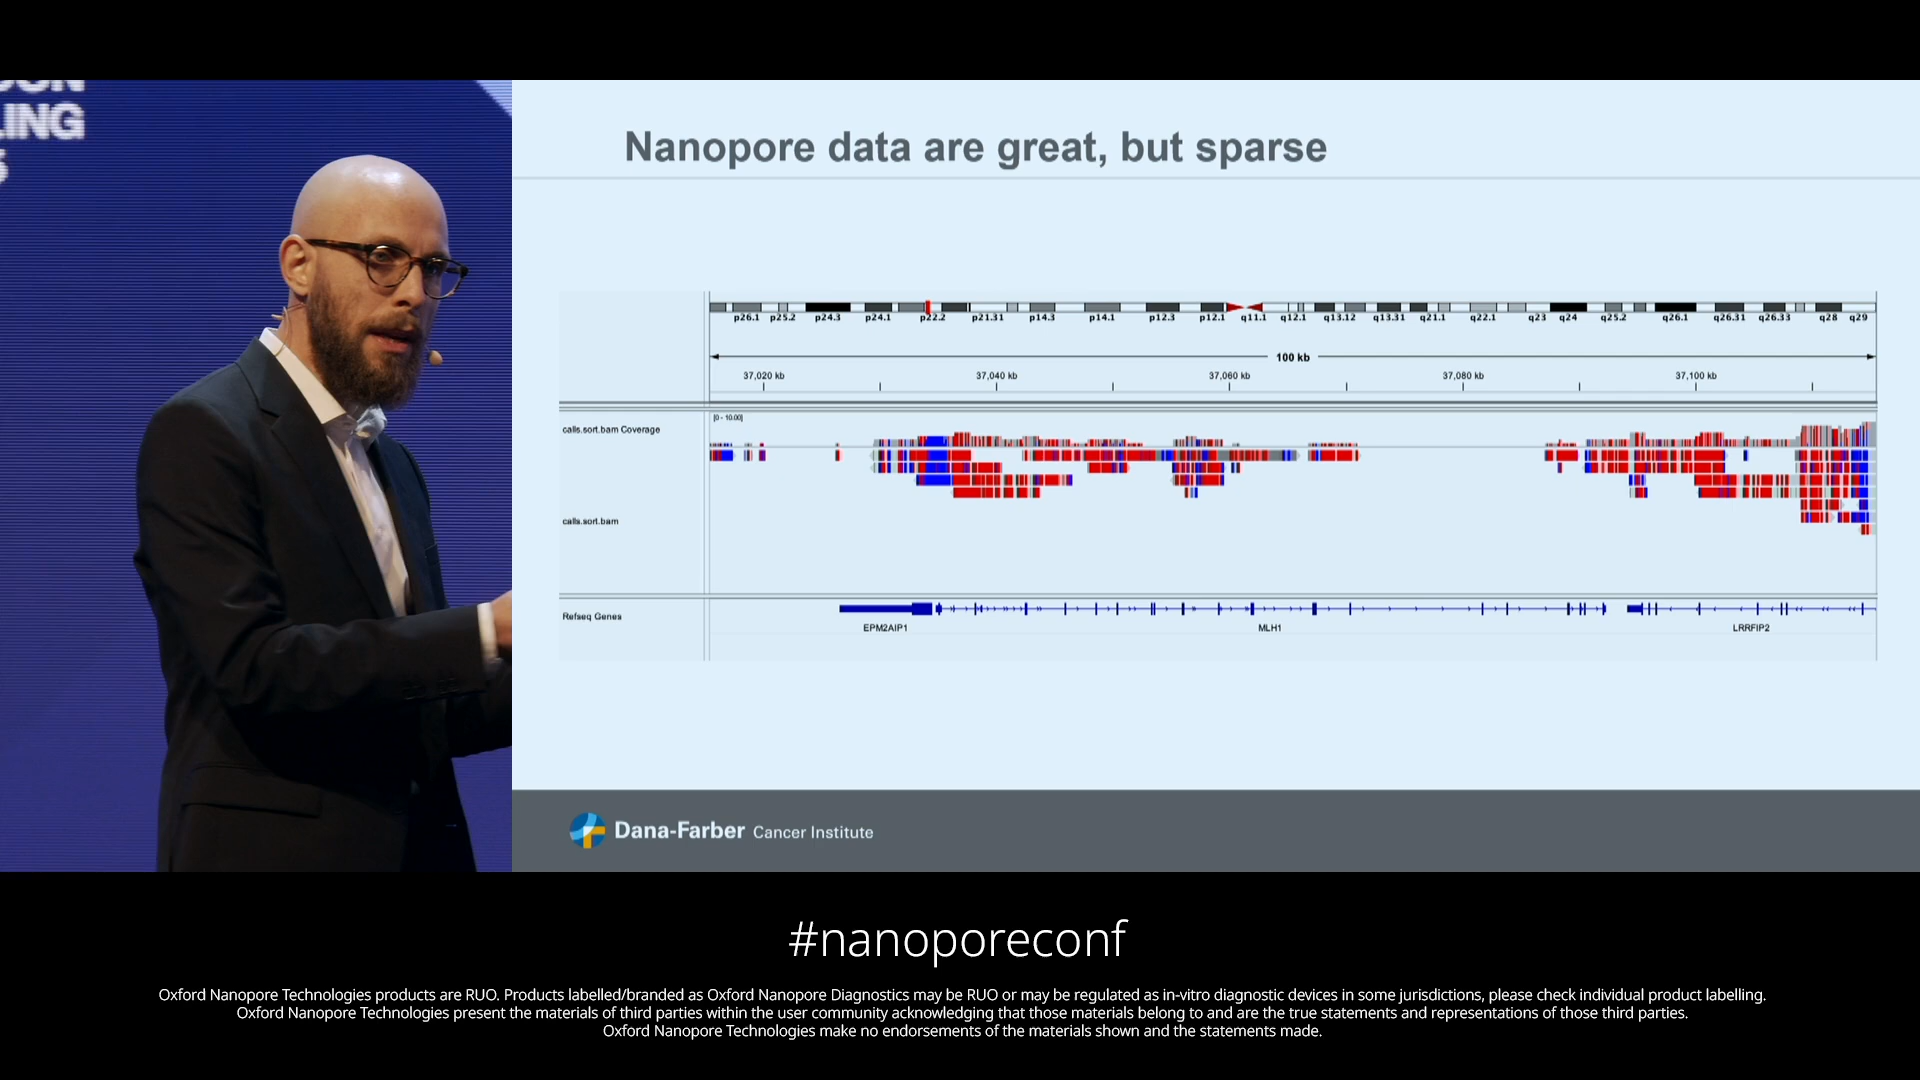 LING
Nanopore data are great, but sparse
p26.1 p25.2 p24.3 p24.1 p22.2 p21.31 p14.3 p14.1 p12.3 p12.1 q11.1 q12.1 q13.12 q13.31 q21.1 q22.1 q23 q24 q25.2 q26.1 q26.31 q26.33 q28 q29
100 kb
37,020 kb 37,040 kb 37,060 kb 37,080 kb 37,100 kb
[0 - 10.00]
calls.sort.bam Coverage
calls.sort.bam
Refseq Genes
EPM2AIP1 MLH1 LRRFIP2
Dana-Farber Cancer Institute
#nanoporeconf
Oxford Nanopore Technologies products are RUO. Products labelled/branded as Oxford Nanopore Diagnostics may be RUO or may be regulated as in-vitro diagnostic devices in some jurisdictions, please check individual product labelling.
Oxford Nanopore Technologies present the materials of third parties within the user community acknowledging that those materials belong to and are the true statements and representations of those third parties.
Oxford Nanopore Technologies make no endorsements of the materials shown and the statements made.